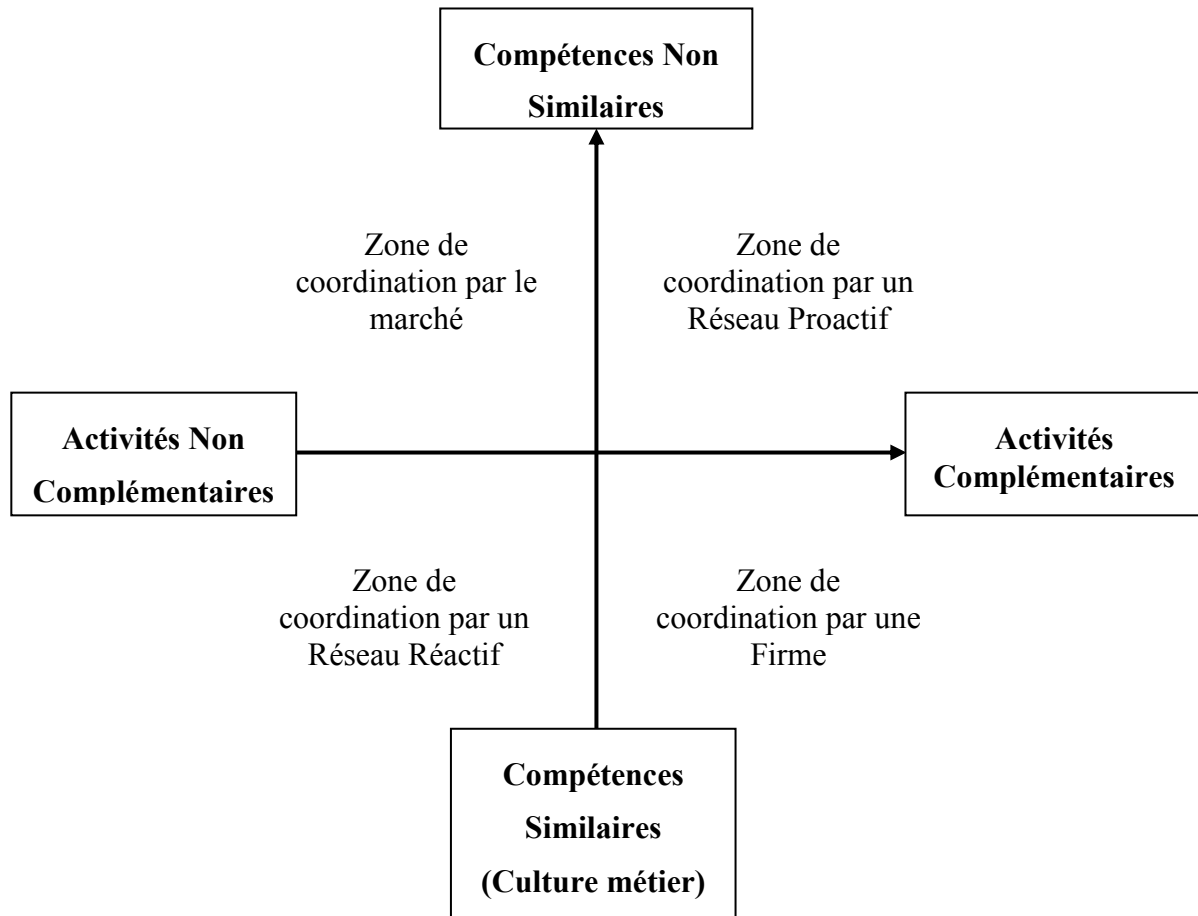 Compétences Non
Similaires
Zone de
coordination par le
marché
Zone de
coordination par un
Réseau Proactif
Activités Non
Complémentaires
Activités
Complémentaires
Zone de
coordination par un
Réseau Réactif
Zone de
coordination par une
Firme
Compétences
Similaires
(Culture métier)